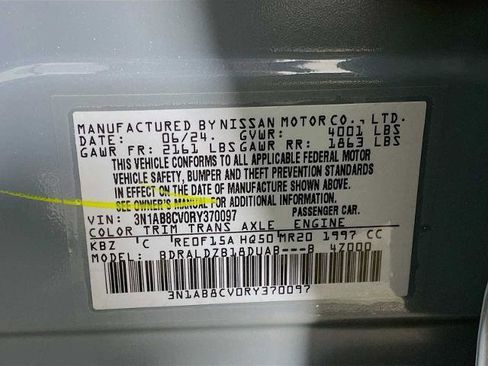 MANUFACTURED BY NISSAN MOTOR CO., LTD.
DATE: 06/24. GVWR: 4001 LBS
GAWR FR: 2161 LBS GAWR RR: 1863 LBS
THIS VEHICLE CONFORMS TO ALL APPLICABLE FEDERAL MOTOR
VEHICLE SAFETY, BUMPER AND THEFT PREVENTION STANDARDS
IN EFFECT ON THE DATE OF MANUFACTURE SHOWN ABOVE.
SEE OWNER'S MANUAL FOR ADDITIONAL INFORMATION.
VIN: 3N1AB8CV0RY370097 PASSENGER CAR
COLOR TRIM TRANS AXLE ENGINE
KBZ 'C RE0F15A HQ50 MR20 1997 CC
MODEL: BDRALDZB18DUAB---B 4Z000
3N1AB8CV0RY370097